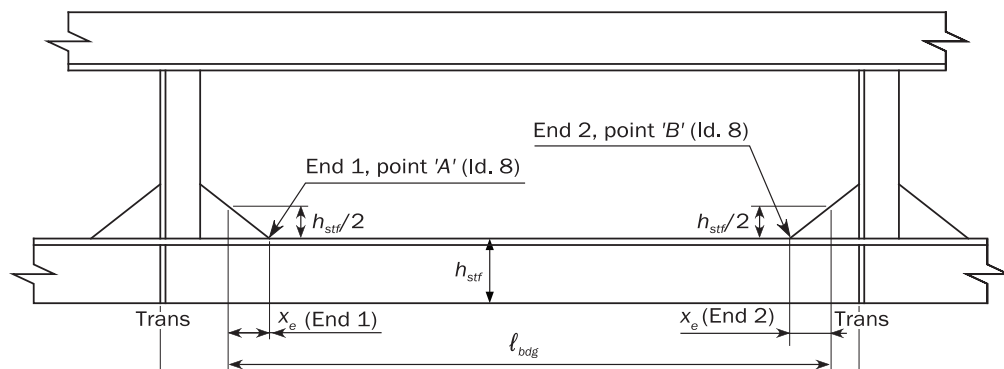 End 2, point 'B' (Id. 8)
End 1, point 'A' (Id. 8)
h_stf/2
h_stf/2
h_stf
Trans
x_e (End 1)
x_e (End 2)
Trans
ℓ_bdg